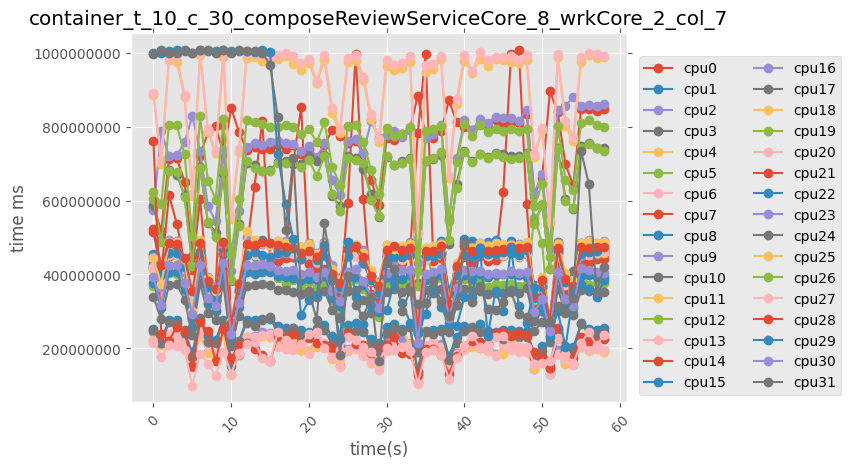 container_t_10_c_30_composeReviewServiceCore_8_wrkCore_2_col_7
time ms
1000000000
800000000
600000000
400000000
200000000
0
10
20
30
40
50
60
time(s)
cpu0
cpu1
cpu2
cpu3
cpu4
cpu5
cpu6
cpu7
cpu8
cpu9
cpu10
cpu11
cpu12
cpu13
cpu14
cpu15
cpu16
cpu17
cpu18
cpu19
cpu20
cpu21
cpu22
cpu23
cpu24
cpu25
cpu26
cpu27
cpu28
cpu29
cpu30
cpu31